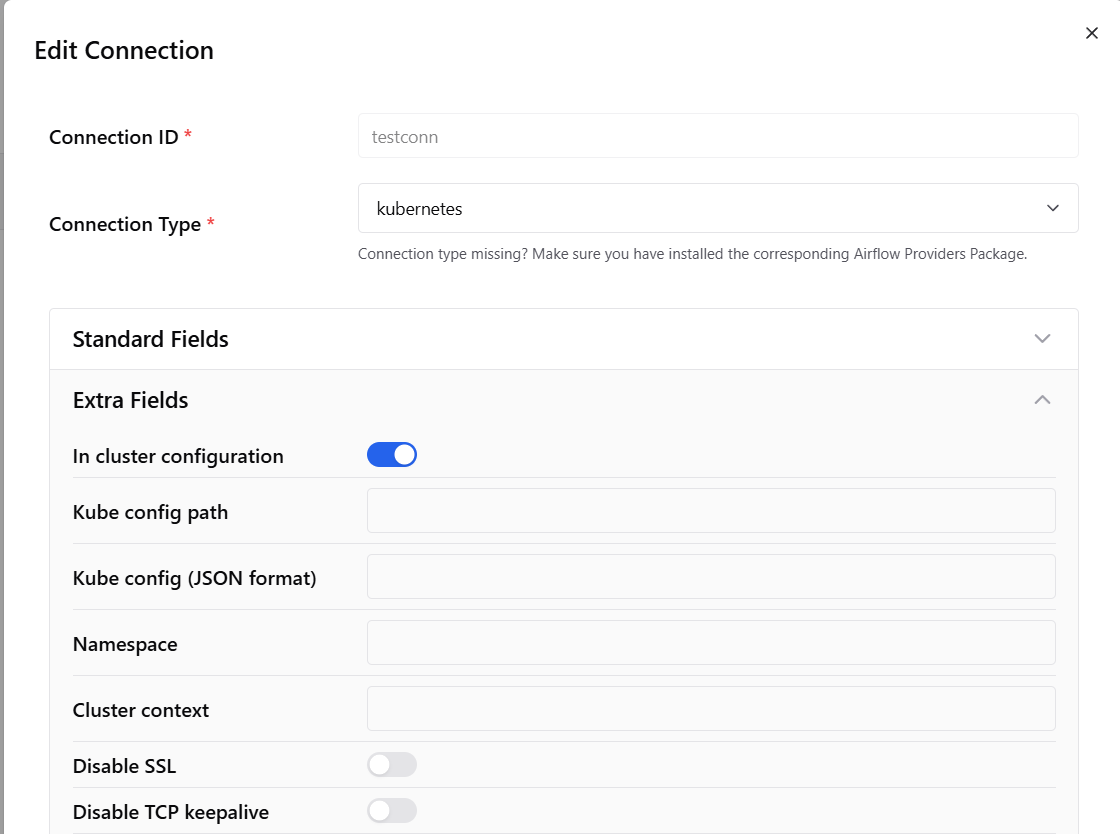 Edit Connection
Connection ID *
testconn
Connection Type *
kubernetes
Connection type missing? Make sure you have installed the corresponding Airflow Providers Package.
Standard Fields
Extra Fields
In cluster configuration
Kube config path
Kube config (JSON format)
Namespace
Cluster context
Disable SSL
Disable TCP keepalive